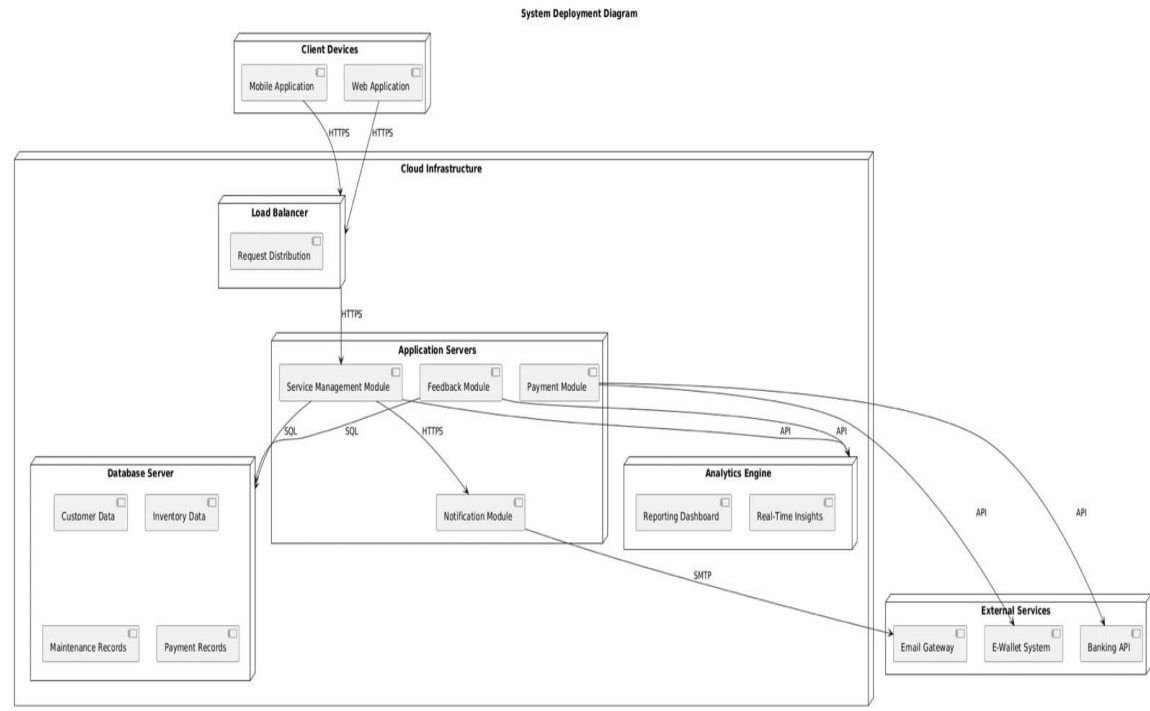 System Deployment Diagram
Client Devices
Mobile Application
Web Application
HTTPS
HTTPS
Cloud Infrastructure
Load Balancer
Request Distribution
HTTPS
Application Servers
Service Management Module
Feedback Module
Payment Module
SQL
SQL
HTTPS
API
API
Database Server
Customer Data
Inventory Data
Notification Module
Analytics Engine
Reporting Dashboard
Real-Time Insights
API
API
SMTP
Maintenance Records
Payment Records
External Services
Email Gateway
E-Wallet System
Banking API